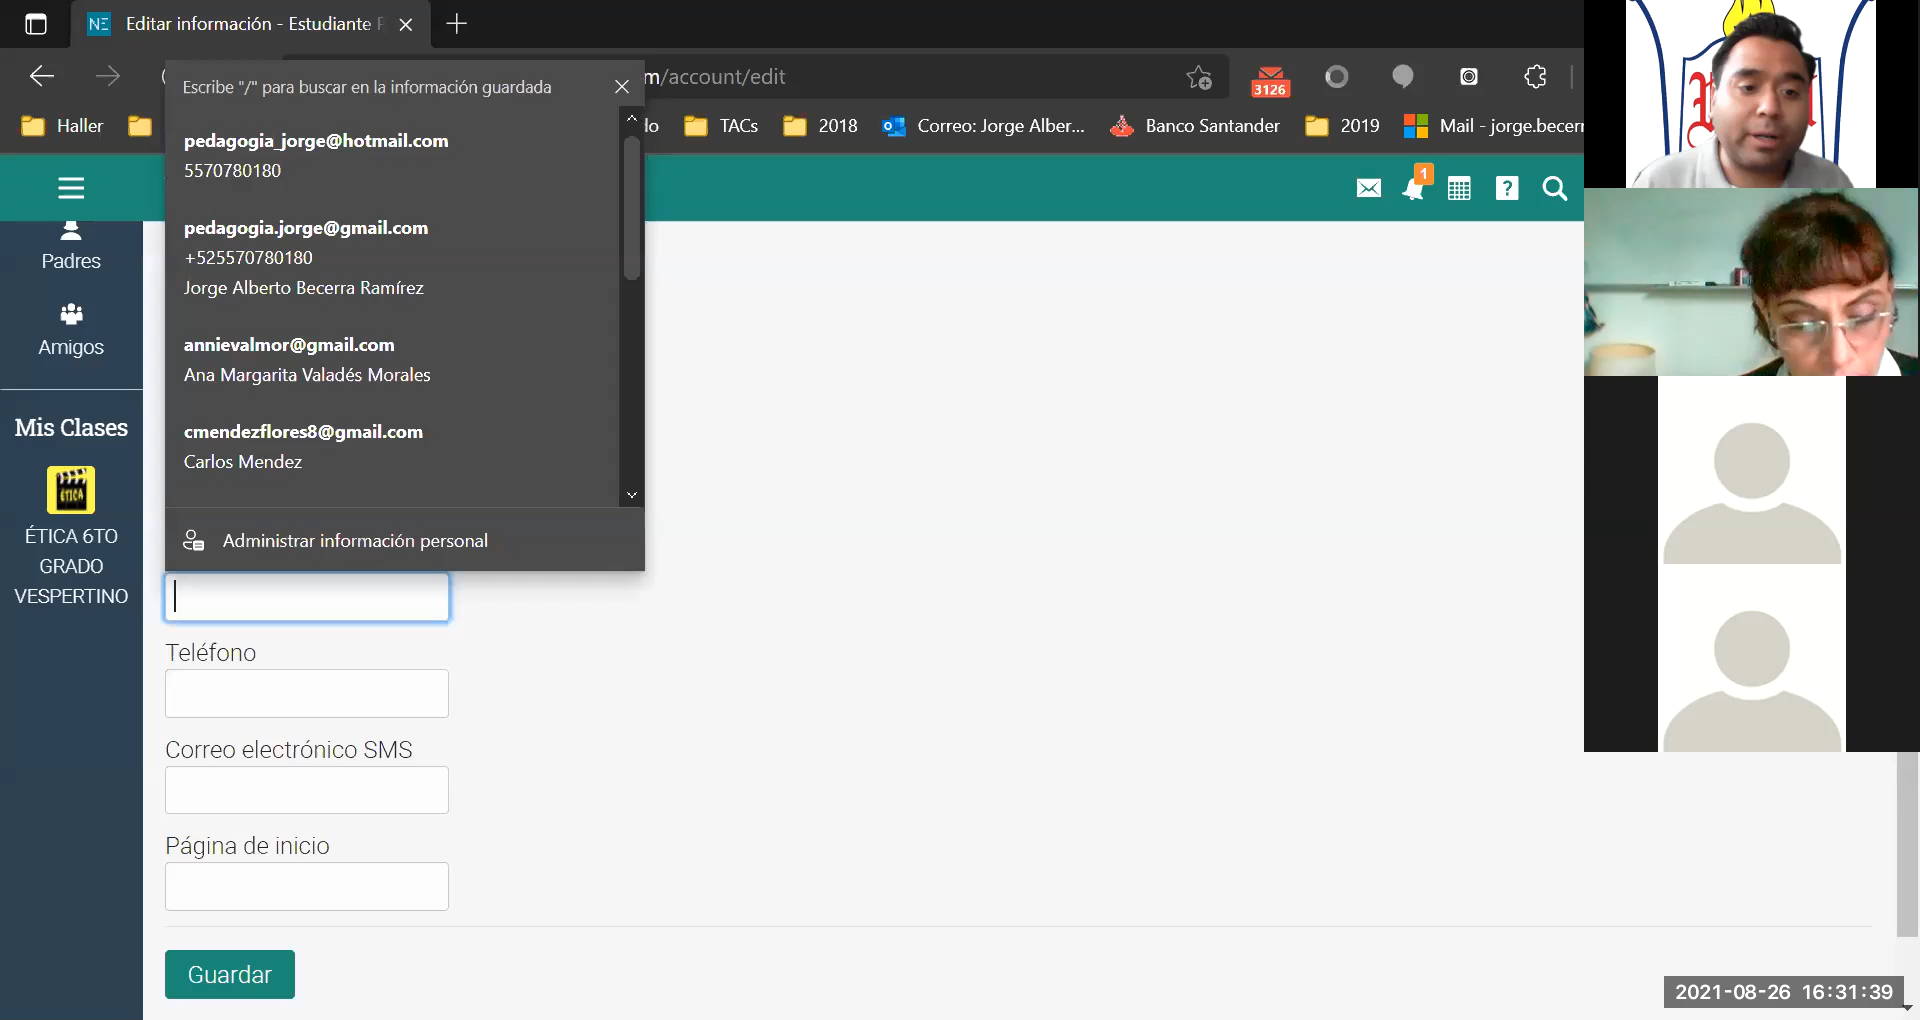 Editar información - Estudiante
m/account/edit
3126
Haller
lo
TACs
2018
Correo: Jorge Alber...
Banco Santander
2019
Mail - jorge.becerr
Escribe "/" para buscar en la información guardada
pedagogia_jorge@hotmail.com
5570780180
pedagogia.jorge@gmail.com
+525570780180
Jorge Alberto Becerra Ramírez
annievalmor@gmail.com
Ana Margarita Valadés Morales
cmendezflores8@gmail.com
Carlos Mendez
Administrar información personal
1
Padres
Amigos
Mis Clases
ÉTICA
ÉTICA 6TO
GRADO
VESPERTINO
Teléfono
Correo electrónico SMS
Página de inicio
Guardar
2021-08-26 16:31:39